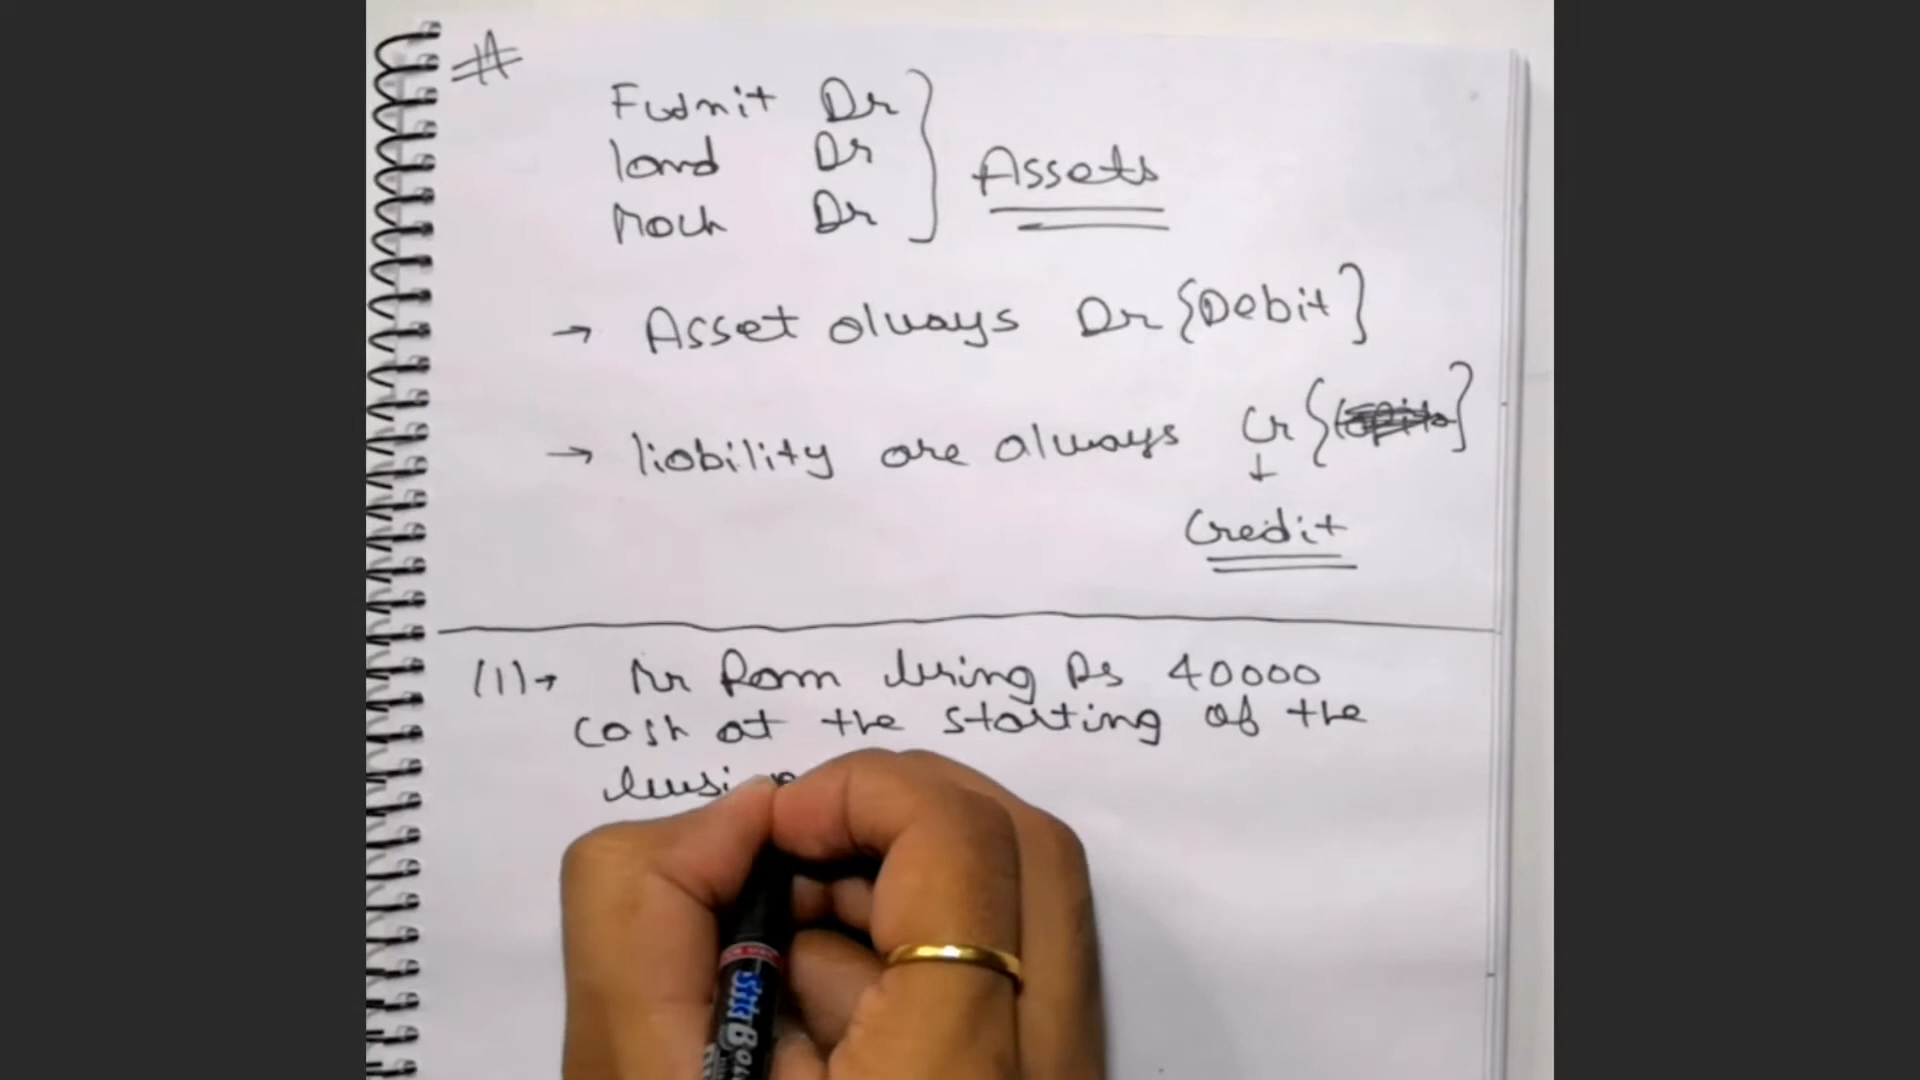 #
Furnit Dr
land Dr } Assets
Mach Dr
→ Asset always Dr {Debit}
→ liability are always Cr { }
↓
Credit
(1)→ Mr Ram bring Rs 40000
cash at the starting of the
busi